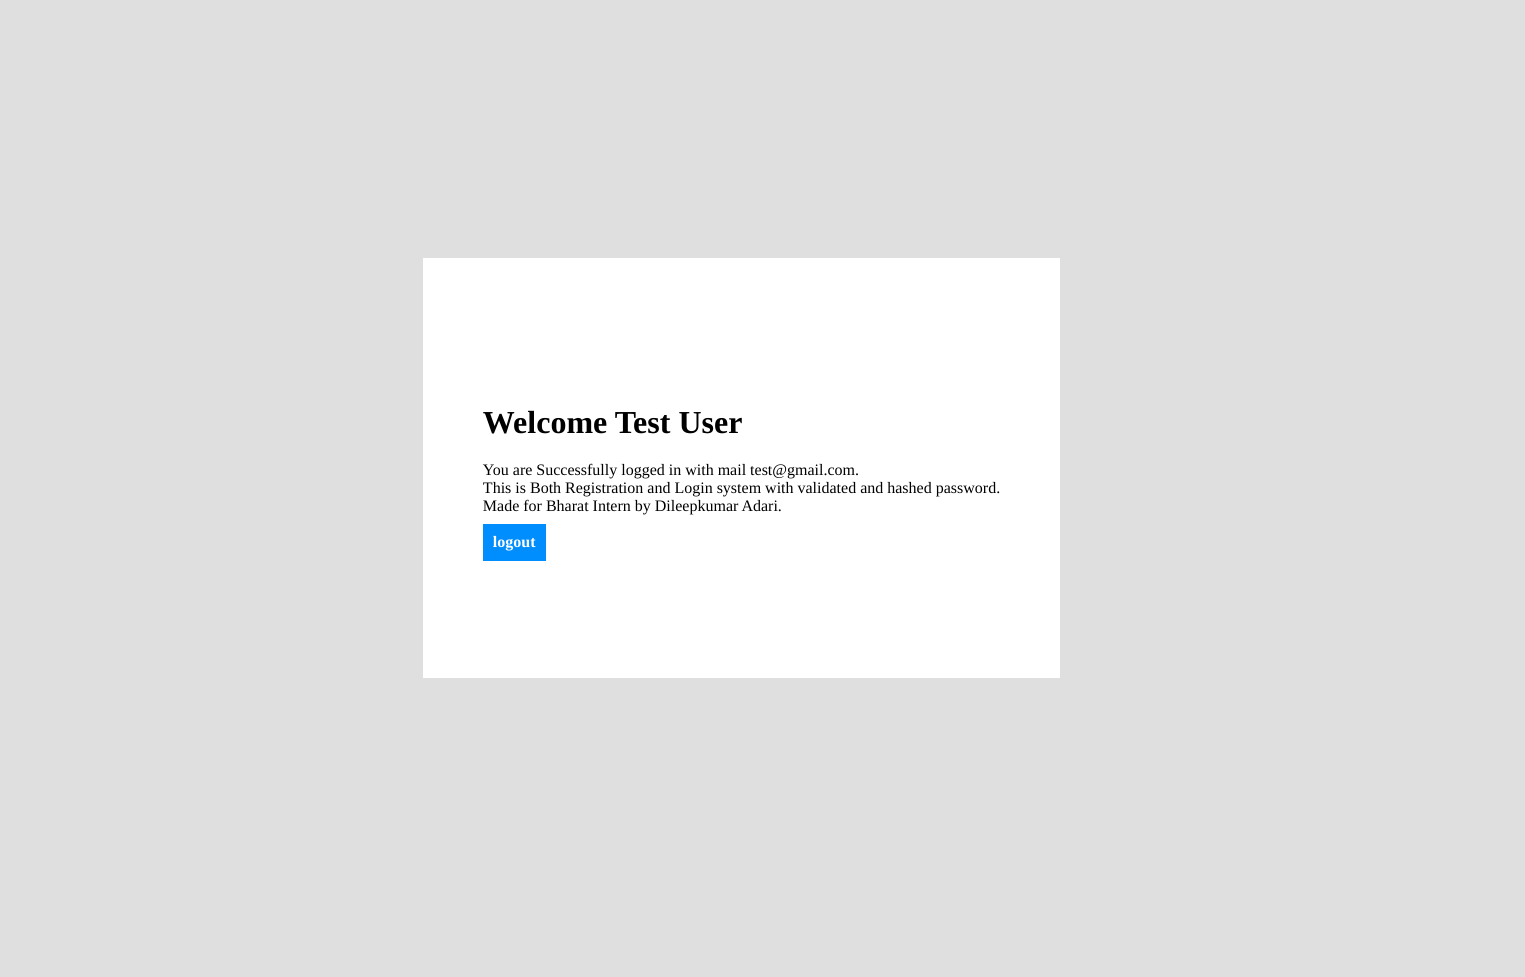 Welcome Test User
You are Successfully logged in with mail test@gmail.com.
This is Both Registration and Login system with validated and hashed password.
Made for Bharat Intern by Dileepkumar Adari.
logout